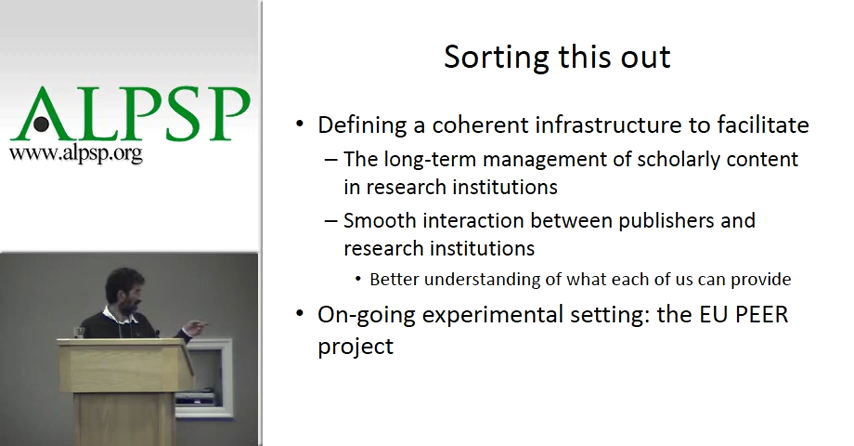 ALPSP
www.alpsp.org
Sorting this out
• Defining a coherent infrastructure to facilitate
– The long-term management of scholarly content
in research institutions
– Smooth interaction between publishers and
research institutions
• Better understanding of what each of us can provide
• On-going experimental setting: the EU PEER
project